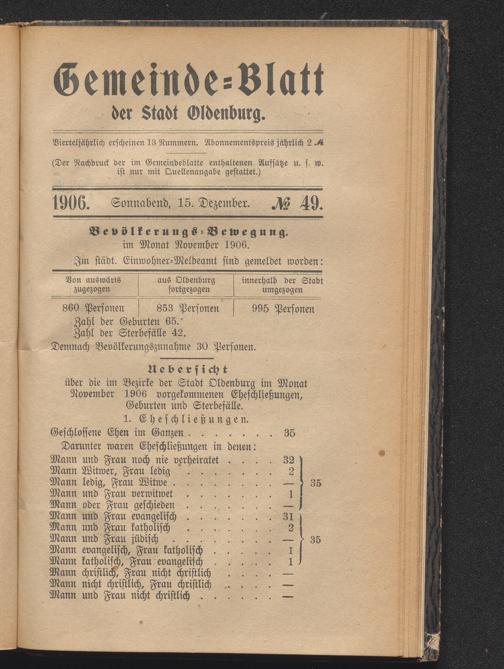 Gemeinde=Blatt
der Stadt Oldenburg.
Vierteljährlich erscheinen 13 Nummern. Abonnementspreis jährlich 2 ℳ
(Der Nachdruck der im Gemeindeblatte enthaltenen Aufsätze u. s. w.
ist nur mit Quellenangabe gestattet.)
1906. Sonnabend, 15. Dezember. № 49.
Bevölkerungs=Bewegung.
im Monat November 1906.
Im städt. Einwohner=Meldeamt sind gemeldet worden:
Von auswärts zugezogen | aus Oldenburg fortgezogen | innerhalb der Stadt umgezogen
860 Personen | 853 Personen | 995 Personen
Zahl der Geburten 65.
Zahl der Sterbefälle 42.
Demnach Bevölkerungszunahme 30 Personen.
Uebersicht
über die im Bezirke der Stadt Oldenburg im Monat
November 1906 vorgekommenen Eheschließungen,
Geburten und Sterbefälle.
1. Eheschließungen.
Geschlossene Ehen im Ganzen . . . . . . . 35
Darunter waren Eheschließungen in denen:
Mann und Frau noch nie verheiratet . . . . 32
Mann Witwer, Frau ledig . . . . . . . 2
Mann ledig, Frau Witwe . . . . . . . — 35
Mann und Frau verwitwet . . . . . . 1
Mann oder Frau geschieden . . . . . . —
Mann und Frau evangelisch . . . . . . 31
Mann und Frau katholisch . . . . . . 2
Mann und Frau jüdisch . . . . . . . — 35
Mann evangelisch, Frau katholisch . . . . 1
Mann katholisch, Frau evangelisch . . . . 1
Mann christlich, Frau nicht christlich . . . . —
Mann nicht christlich, Frau christlich . . . . —
Mann und Frau nicht christlich . . . . . —